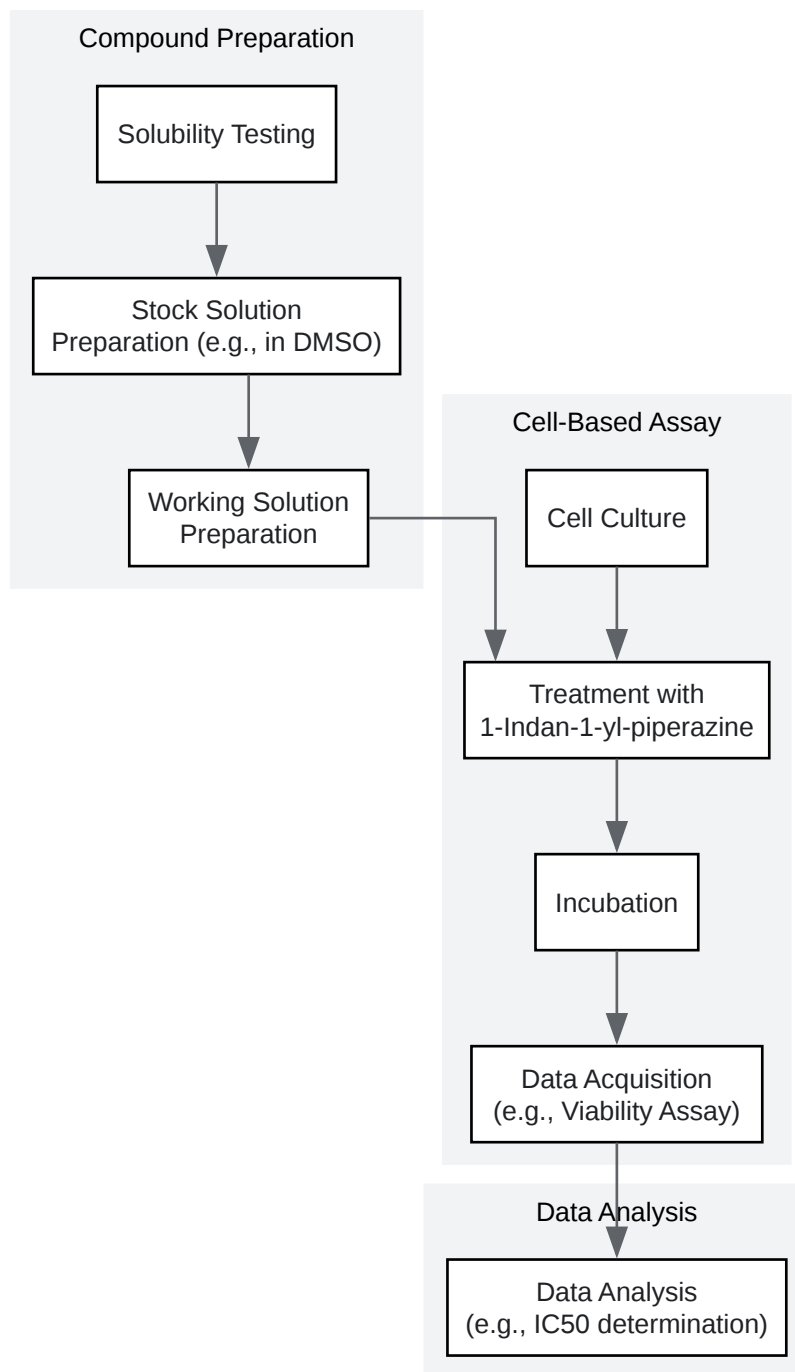 Compound Preparation
Solubility Testing
Stock Solution
Preparation (e.g., in DMSO)
Working Solution
Preparation
Cell-Based Assay
Cell Culture
Treatment with
1-Indan-1-yl-piperazine
Incubation
Data Acquisition
(e.g., Viability Assay)
Data Analysis
Data Analysis
(e.g., IC50 determination)